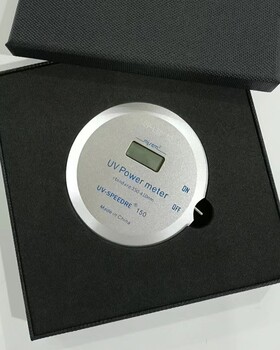 UV Power meter
UV-SPEEDRE® 150
Made in China
ON
OFF